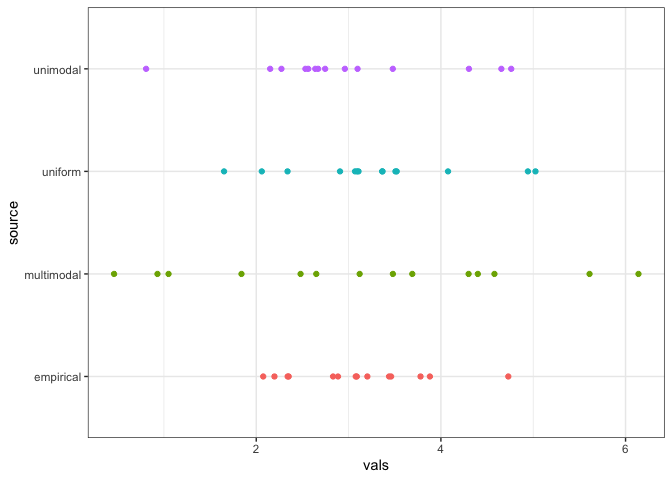 unimodal
uniform
multimodal
empirical
source
2
4
6
vals